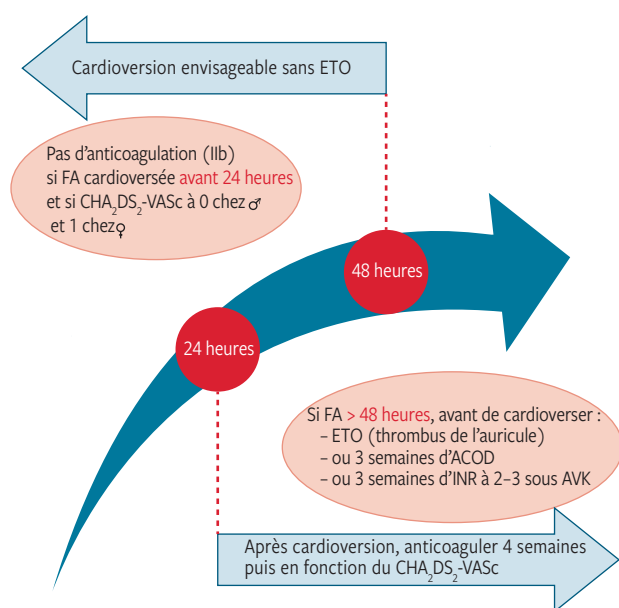 Cardioversion envisageable sans ETO
Pas d'anticoagulation (IIb)
si FA cardioversée avant 24 heures
et si CHA₂DS₂-VASc à 0 chez ♂
et 1 chez ♀
48 heures
24 heures
Si FA > 48 heures, avant de cardioverser :
– ETO (thrombus de l'auricule)
– ou 3 semaines d'ACOD
– ou 3 semaines d'INR à 2–3 sous AVK
Après cardioversion, anticoaguler 4 semaines
puis en fonction du CHA₂DS₂-VASc